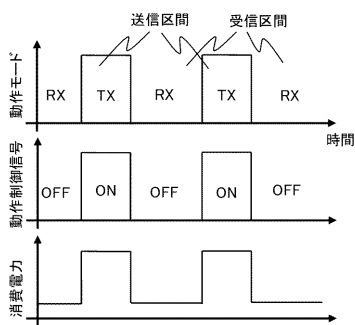 送信区間 受信区間
動作モード
RX TX RX TX RX
時間
動作制御信号
OFF ON OFF ON OFF
消費電力